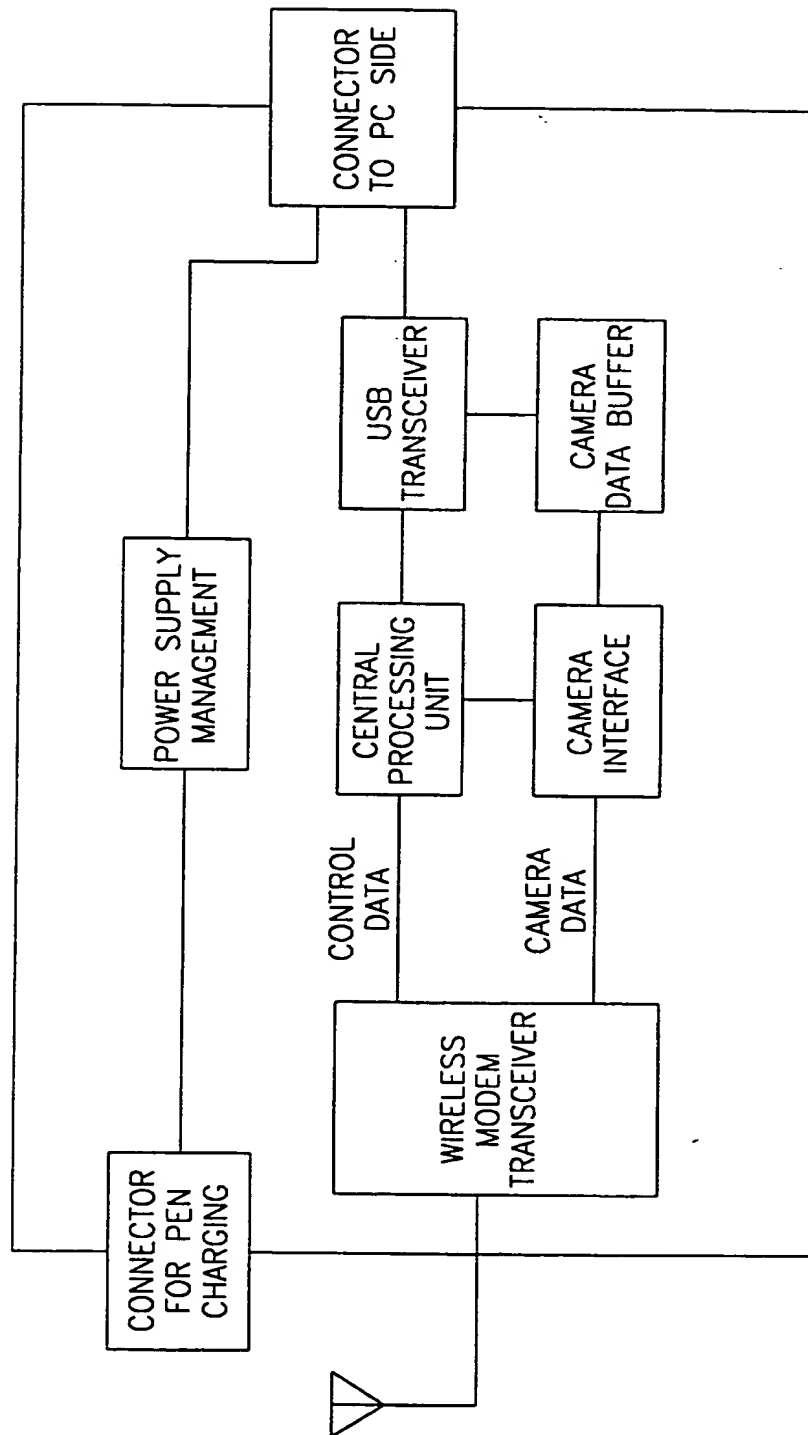 CONNECTOR
FOR PEN
CHARGING
POWER SUPPLY
MANAGEMENT
CONNECTOR
TO PC SIDE
WIRELESS
MODEM
TRANSCEIVER
CONTROL
DATA
CAMERA
DATA
CENTRAL
PROCESSING
UNIT
CAMERA
INTERFACE
USB
TRANSCEIVER
CAMERA
DATA BUFFER